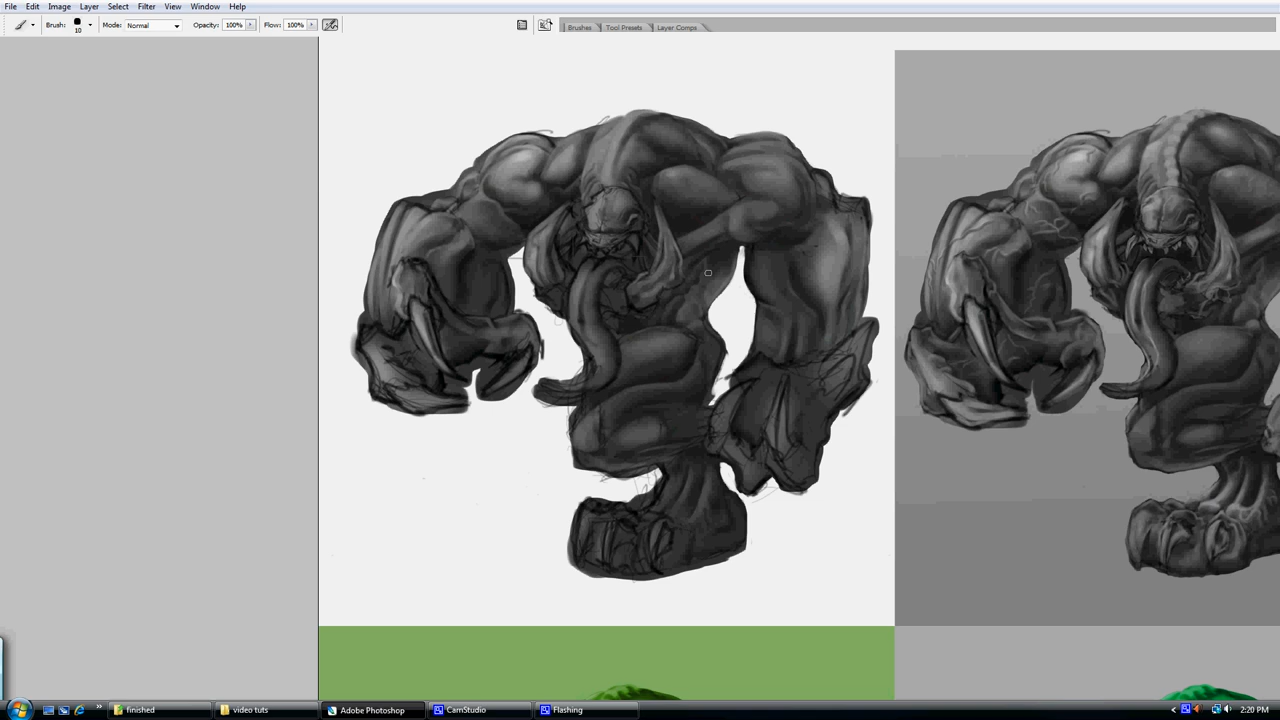 File Edit Image Layer Select Filter View Window Help
Brush: 10 Mode: Normal Opacity: 100% Flow: 100% Brushes Tool Presets Layer Comps
finished video tuts Adobe Photoshop CamStudio Flashing 2:20 PM